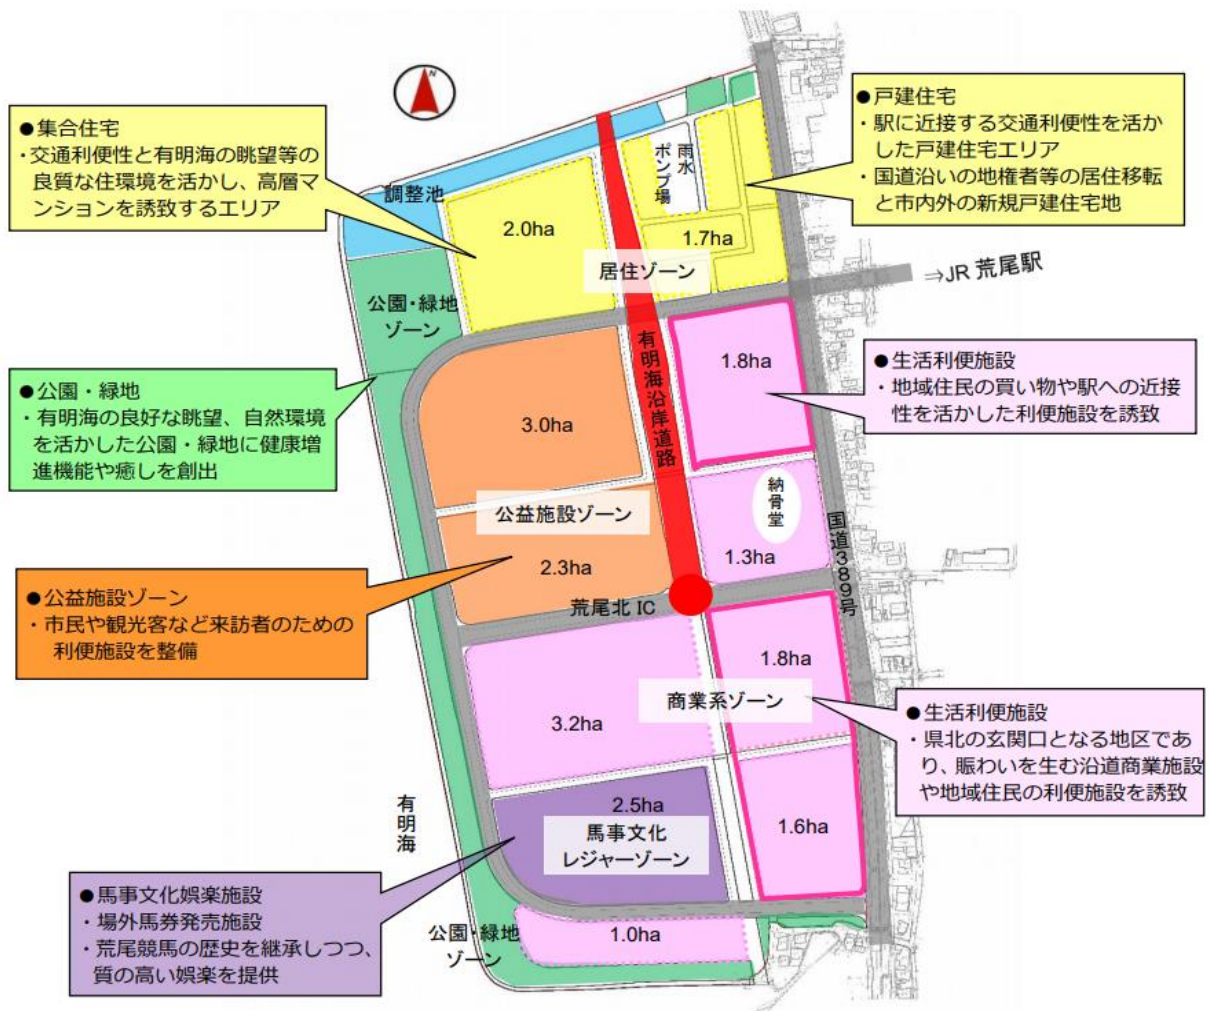 N
●集合住宅
・交通利便性と有明海の眺望等の
良質な住環境を活かし、高層マ
ンションを誘致するエリア
●戸建住宅
・駅に近接する交通利便性を活か
した戸建住宅エリア
・国道沿いの地権者等の居住移転
と市内外の新規戸建住宅地
調整池
雨水
ポンプ場
2.0ha
1.7ha
居住ゾーン
⇒JR 荒尾駅
公園・緑地
ゾーン
有明海沿岸道路
1.8ha
●生活利便施設
・地域住民の買い物や駅への近接
性を活かした利便施設を誘致
●公園・緑地
・有明海の良好な眺望、自然環境
を活かした公園・緑地に健康増
進機能や癒しを創出
3.0ha
納骨堂
公益施設ゾーン
国道389号
1.3ha
2.3ha
荒尾北 IC
●公益施設ゾーン
・市民や観光客など来訪者のための
利便施設を整備
1.8ha
商業系ゾーン
3.2ha
●生活利便施設
・県北の玄関口となる地区であ
り、賑わいを生む沿道商業施設
や地域住民の利便施設を誘致
有明海
2.5ha
馬事文化
レジャーゾーン
1.6ha
●馬事文化娯楽施設
・場外馬券発売施設
・荒尾競馬の歴史を継承しつつ、
質の高い娯楽を提供
公園・緑地
ゾーン
1.0ha